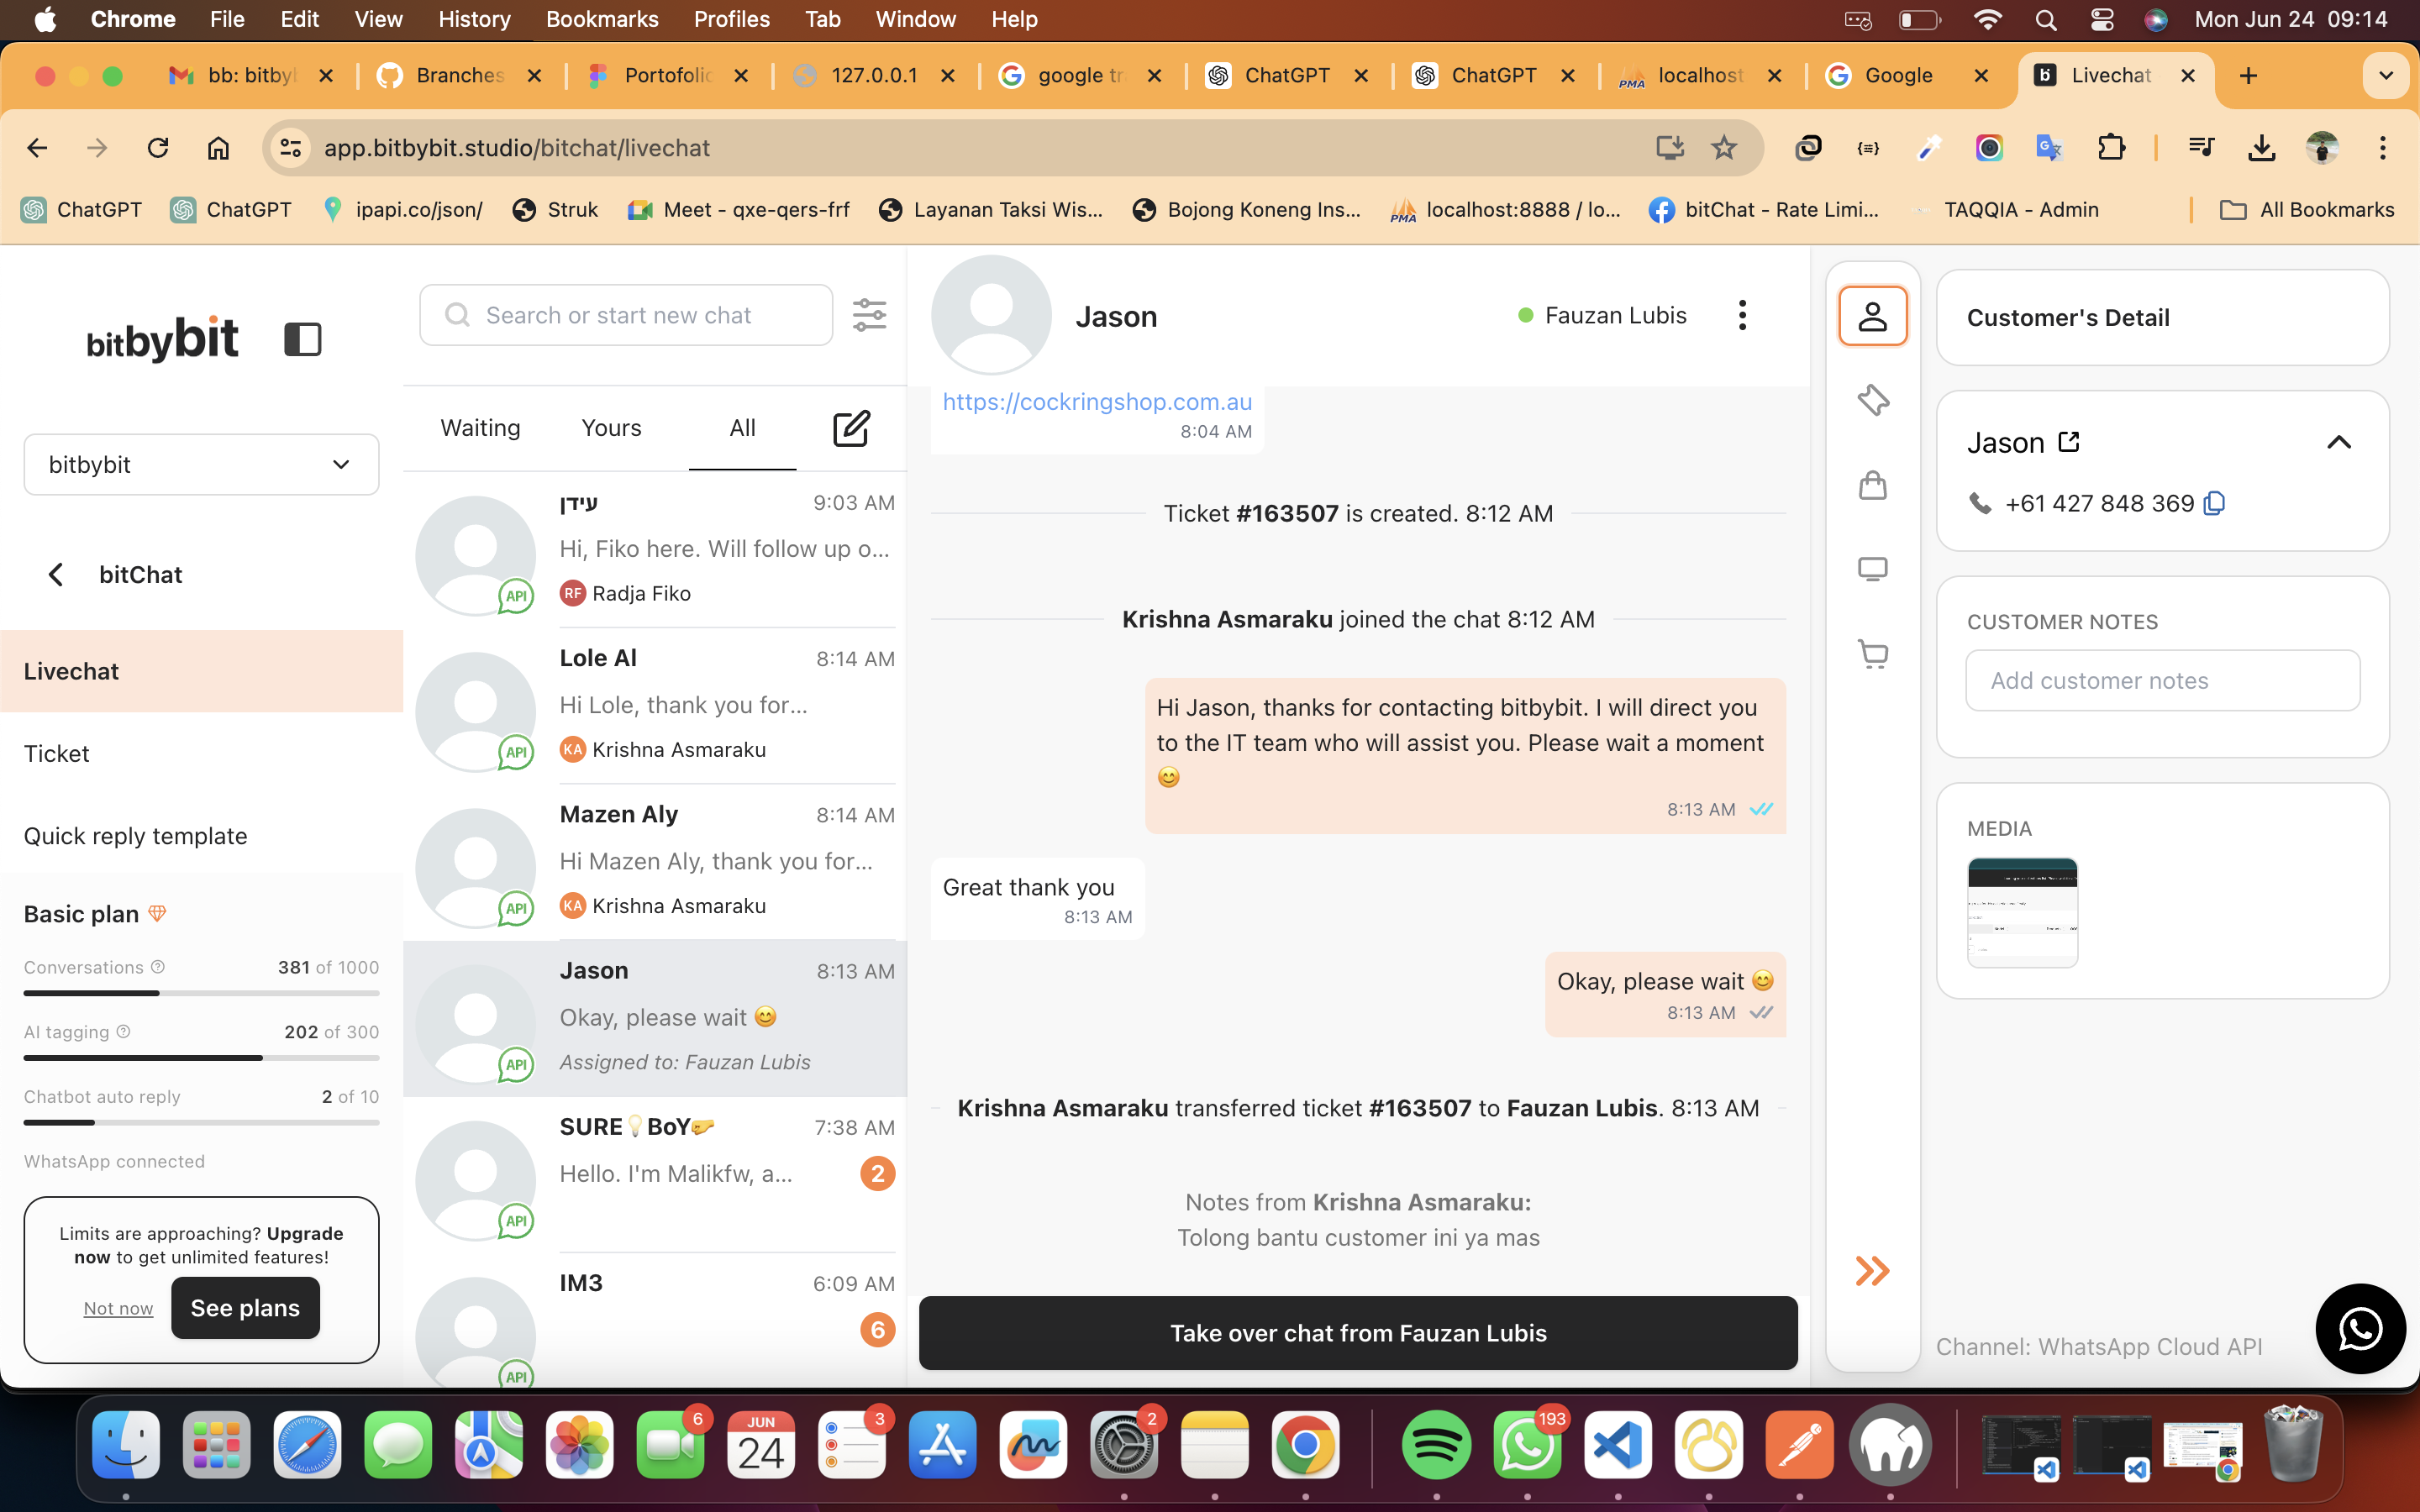 Chrome File Edit View History Bookmarks Profiles Tab Window Help Mon Jun 24 09:14
bb: bitbyl Branches Portofolio 127.0.0.1 google tr ChatGPT ChatGPT localhost Google Livechat
app.bitbybit.studio/bitchat/livechat
ChatGPT ChatGPT ipapi.co/json/ Struk Meet - qxe-qers-frf Layanan Taksi Wis... Bojong Koneng Ins... localhost:8888 / lo... bitChat - Rate Limi... TAQQIA - Admin All Bookmarks
bitbybit
bitbybit
bitChat
Livechat
Ticket
Quick reply template
Basic plan
Conversations 381 of 1000
AI tagging 202 of 300
Chatbot auto reply 2 of 10
WhatsApp connected
Limits are approaching? Upgrade
now to get unlimited features!
Not now See plans
Search or start new chat
Waiting Yours All
עידן 9:03 AM
Hi, Fiko here. Will follow up o...
RF Radja Fiko
API
Lole Al 8:14 AM
Hi Lole, thank you for...
KA Krishna Asmaraku
API
Mazen Aly 8:14 AM
Hi Mazen Aly, thank you for...
KA Krishna Asmaraku
API
Jason 8:13 AM
Okay, please wait 😊
Assigned to: Fauzan Lubis
API
SURE💡BoY🤛 7:38 AM
Hello. I'm Malikfw, a... 2
API
IM3 6:09 AM
6
API
Jason Fauzan Lubis
https://cockringshop.com.au
8:04 AM
Ticket #163507 is created. 8:12 AM
Krishna Asmaraku joined the chat 8:12 AM
Hi Jason, thanks for contacting bitbybit. I will direct you
to the IT team who will assist you. Please wait a moment
😊
8:13 AM
Great thank you
8:13 AM
Okay, please wait 😊
8:13 AM
Krishna Asmaraku transferred ticket #163507 to Fauzan Lubis. 8:13 AM
Notes from Krishna Asmaraku:
Tolong bantu customer ini ya mas
Take over chat from Fauzan Lubis
Customer's Detail
Jason
+61 427 848 369
CUSTOMER NOTES
Add customer notes
MEDIA
Channel: WhatsApp Cloud API
6 JUN 24 3 2 193